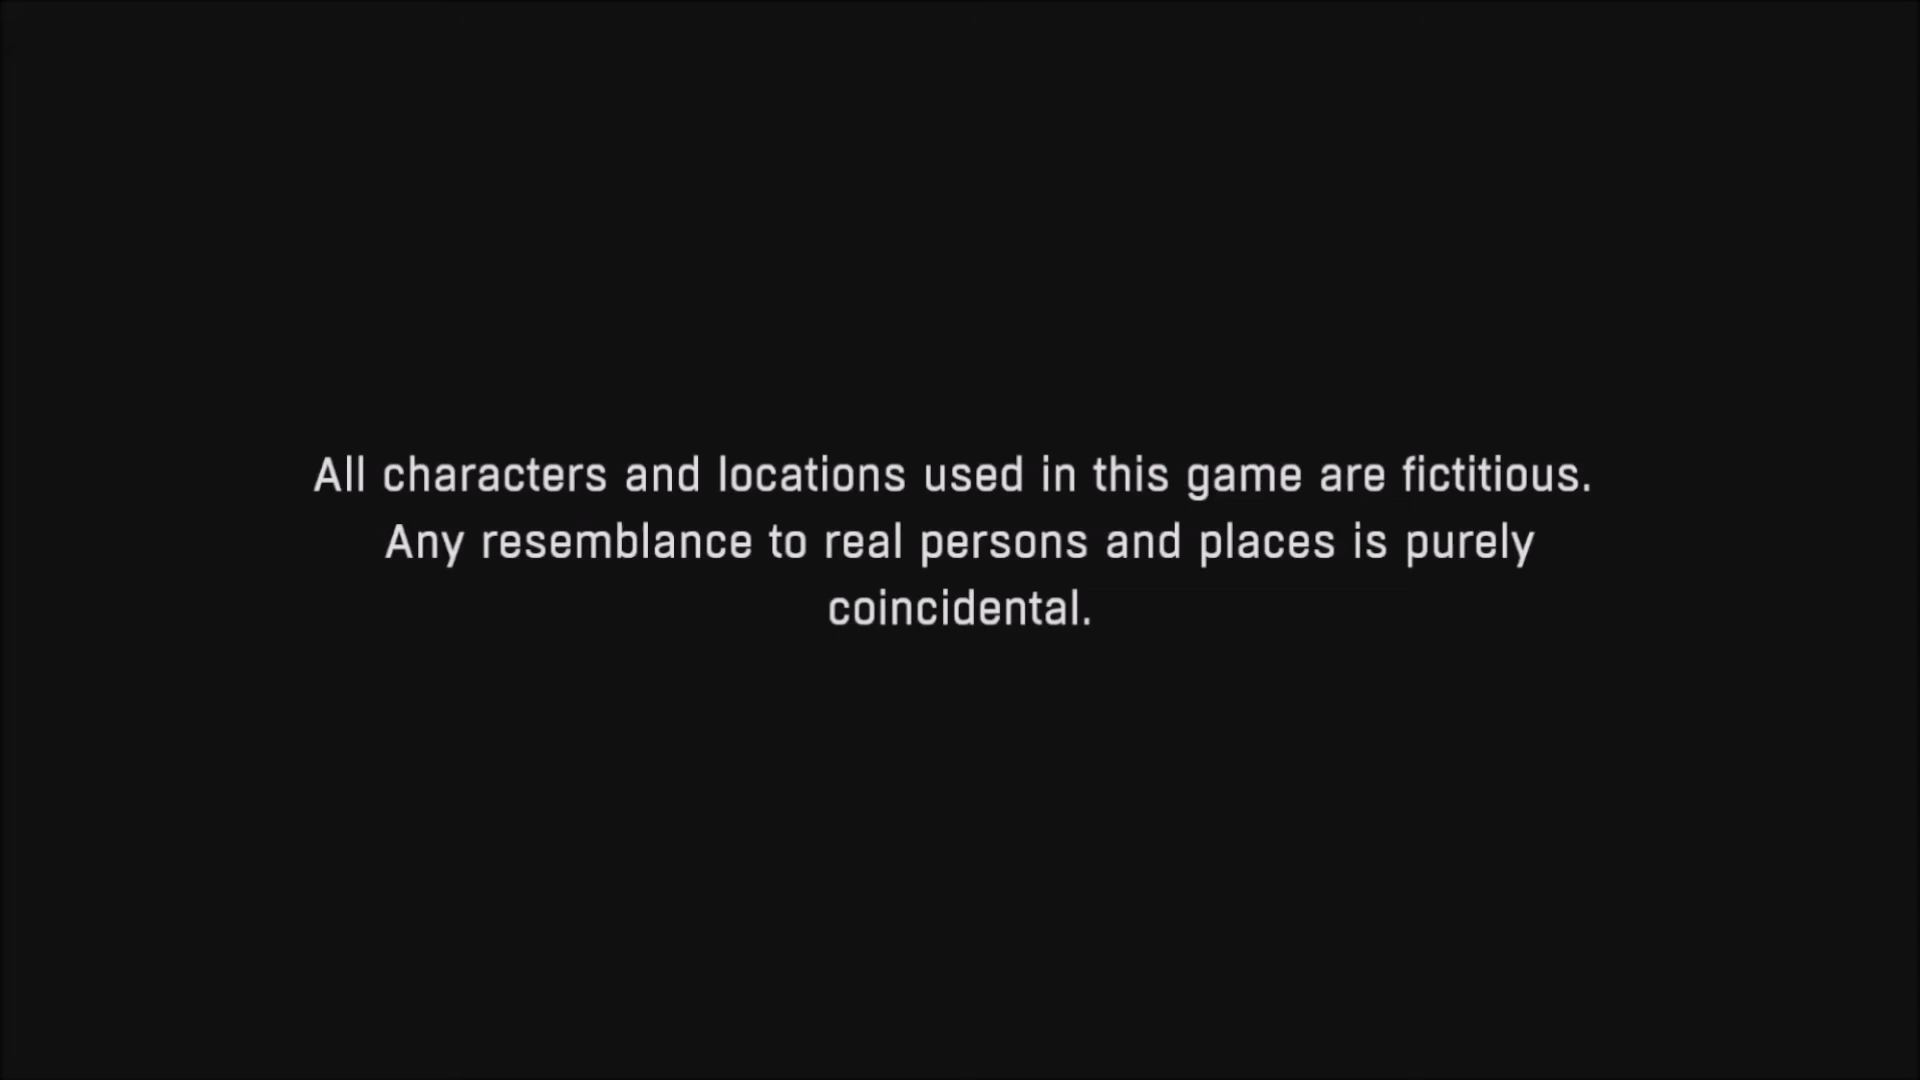 All characters and locations used in this game are fictitious.
Any resemblance to real persons and places is purely
coincidental.